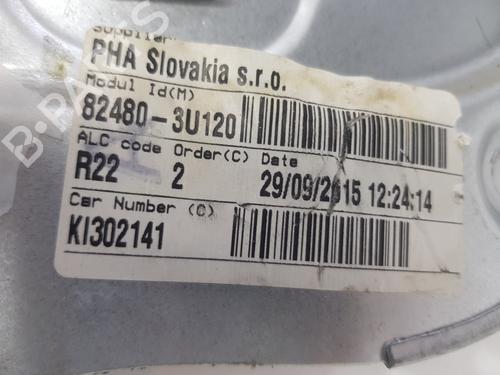 Supplier
PHA Slovakia s.r.o.
Modul Id(M)
82480-3U120
ALC code Order(C) Date
R22 2 29/09/2015 12:24:14
Car Number (C)
KI302141
B-PARTS